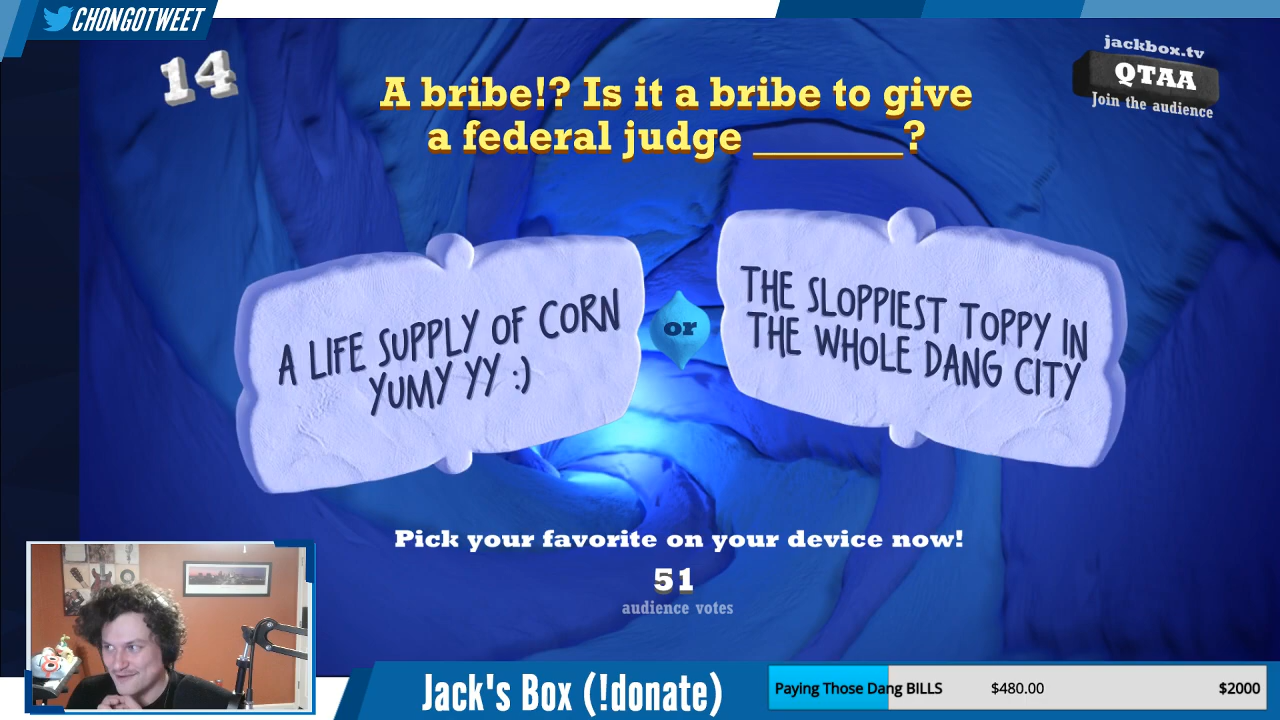 CHONGOTWEET
14
jackbox.tv
QTAA
Join the audience
A bribe!? Is it a bribe to give
a federal judge _______?
A LIFE SUPPLY OF CORN
YUMY YY :)
or
THE SLOPPIEST TOPPY IN
THE WHOLE DANG CITY
Pick your favorite on your device now!
51
audience votes
Jack's Box (!donate)
Paying Those Dang BILLS $480.00 $2000